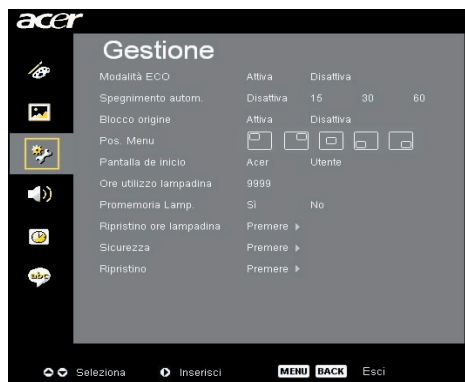 acer
Gestione
Modalità ECO Attiva Disattiva
Spegnimento autom. Disattiva 15 30 60
Blocco origine Attiva Disattiva
Pos. Menu
Pantalla de inicio Acer Utente
Ore utilizzo lampadina 9999
Promemoria Lamp. Sì No
Ripristino ore lampadina Premere
Sicurezza Premere
Ripristino Premere
abc
Seleziona Inserisci MENU BACK Esci